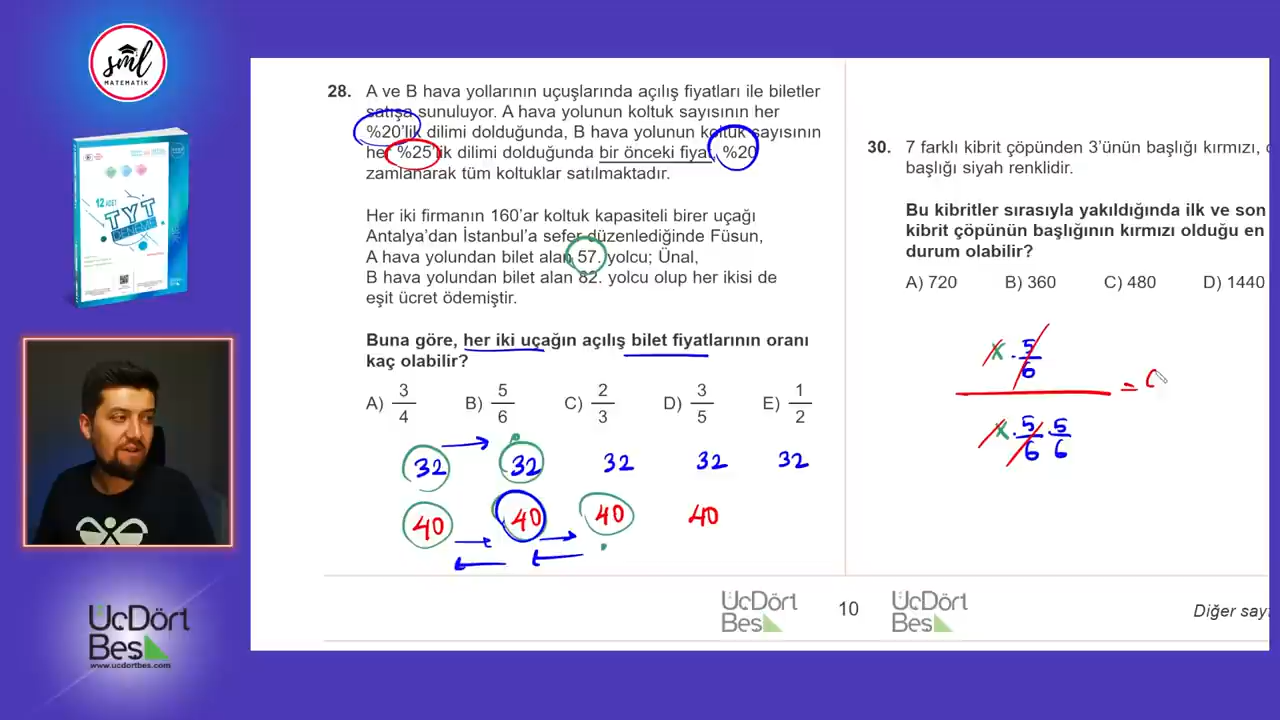 sml
MATEMATİK
12 ADET
TYT
DENEME
ÜçDört
Beş
www.ucdortbes.com
28. A ve B hava yollarının uçuşlarında açılış fiyatları ile biletler
satışa sunuluyor. A hava yolunun koltuk sayısının her
%20'lik dilimi dolduğunda, B hava yolunun koltuk sayısının
her %25'lik dilimi dolduğunda bir önceki fiyat, %20
zamlanarak tüm koltuklar satılmaktadır.
Her iki firmanın 160'ar koltuk kapasiteli birer uçağı
Antalya'dan İstanbul'a sefer düzenlediğinde Füsun,
A hava yolundan bilet alan 57. yolcu; Ünal,
B hava yolundan bilet alan 82. yolcu olup her ikisi de
eşit ücret ödemiştir.
Buna göre, her iki uçağın açılış bilet fiyatlarının oranı
kaç olabilir?
A) 3/4 B) 5/6 C) 2/3 D) 3/5 E) 1/2
32 32 32 32 32
40 40 40 40
30. 7 farklı kibrit çöpünden 3'ünün başlığı kırmızı,
başlığı siyah renklidir.
Bu kibritler sırasıyla yakıldığında ilk ve son
kibrit çöpünün başlığının kırmızı olduğu en
durum olabilir?
A) 720 B) 360 C) 480 D) 1440
x · 5/6
=
x · 5/6 · 5/6
ÜçDört
Beş
10
ÜçDört
Beş
Diğer say